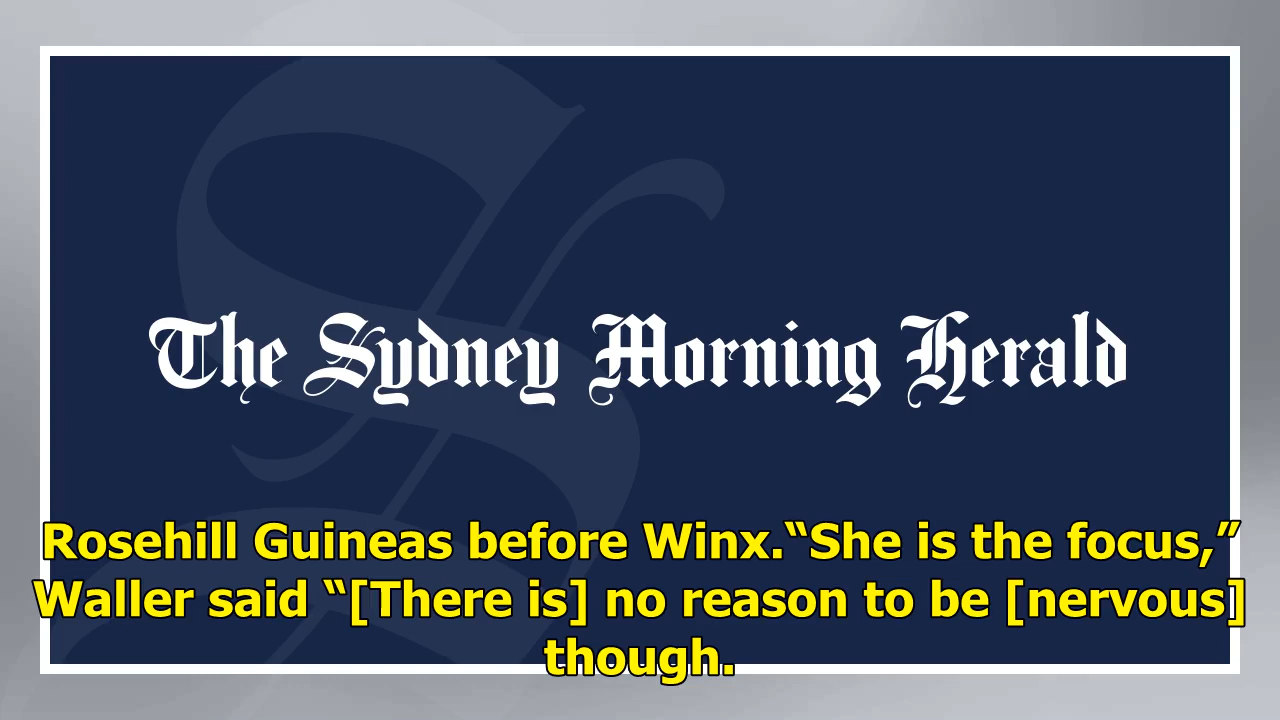 The Sydney Morning Herald
Rosehill Guineas before Winx.“She is the focus,”
Waller said “[There is] no reason to be [nervous]
though.